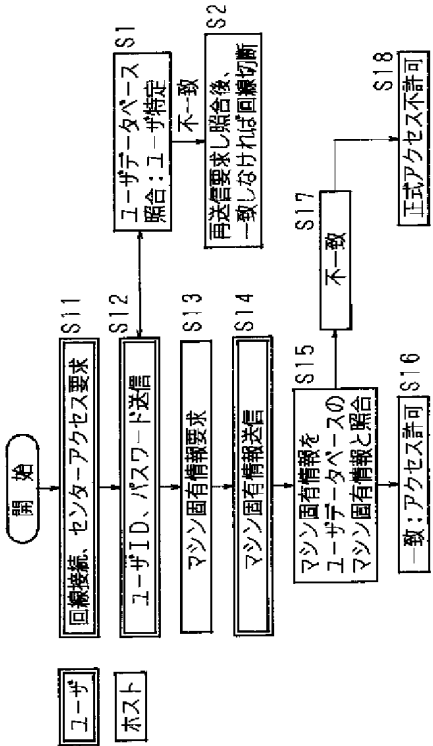 ユーザ
ホスト
開始
回線接続、センターアクセス要求
S11
ユーザID、パスワード送信
S12
ユーザデータベース
照合：ユーザ特定
S1
不一致
再送信要求し照合後、
一致しなければ回線切断
S2
マシン固有情報要求
S13
マシン固有情報送信
S14
マシン固有情報を
ユーザデータベースの
マシン固有情報と照合
S15
一致：アクセス許可
S16
不一致
S17
正式アクセス不許可
S18